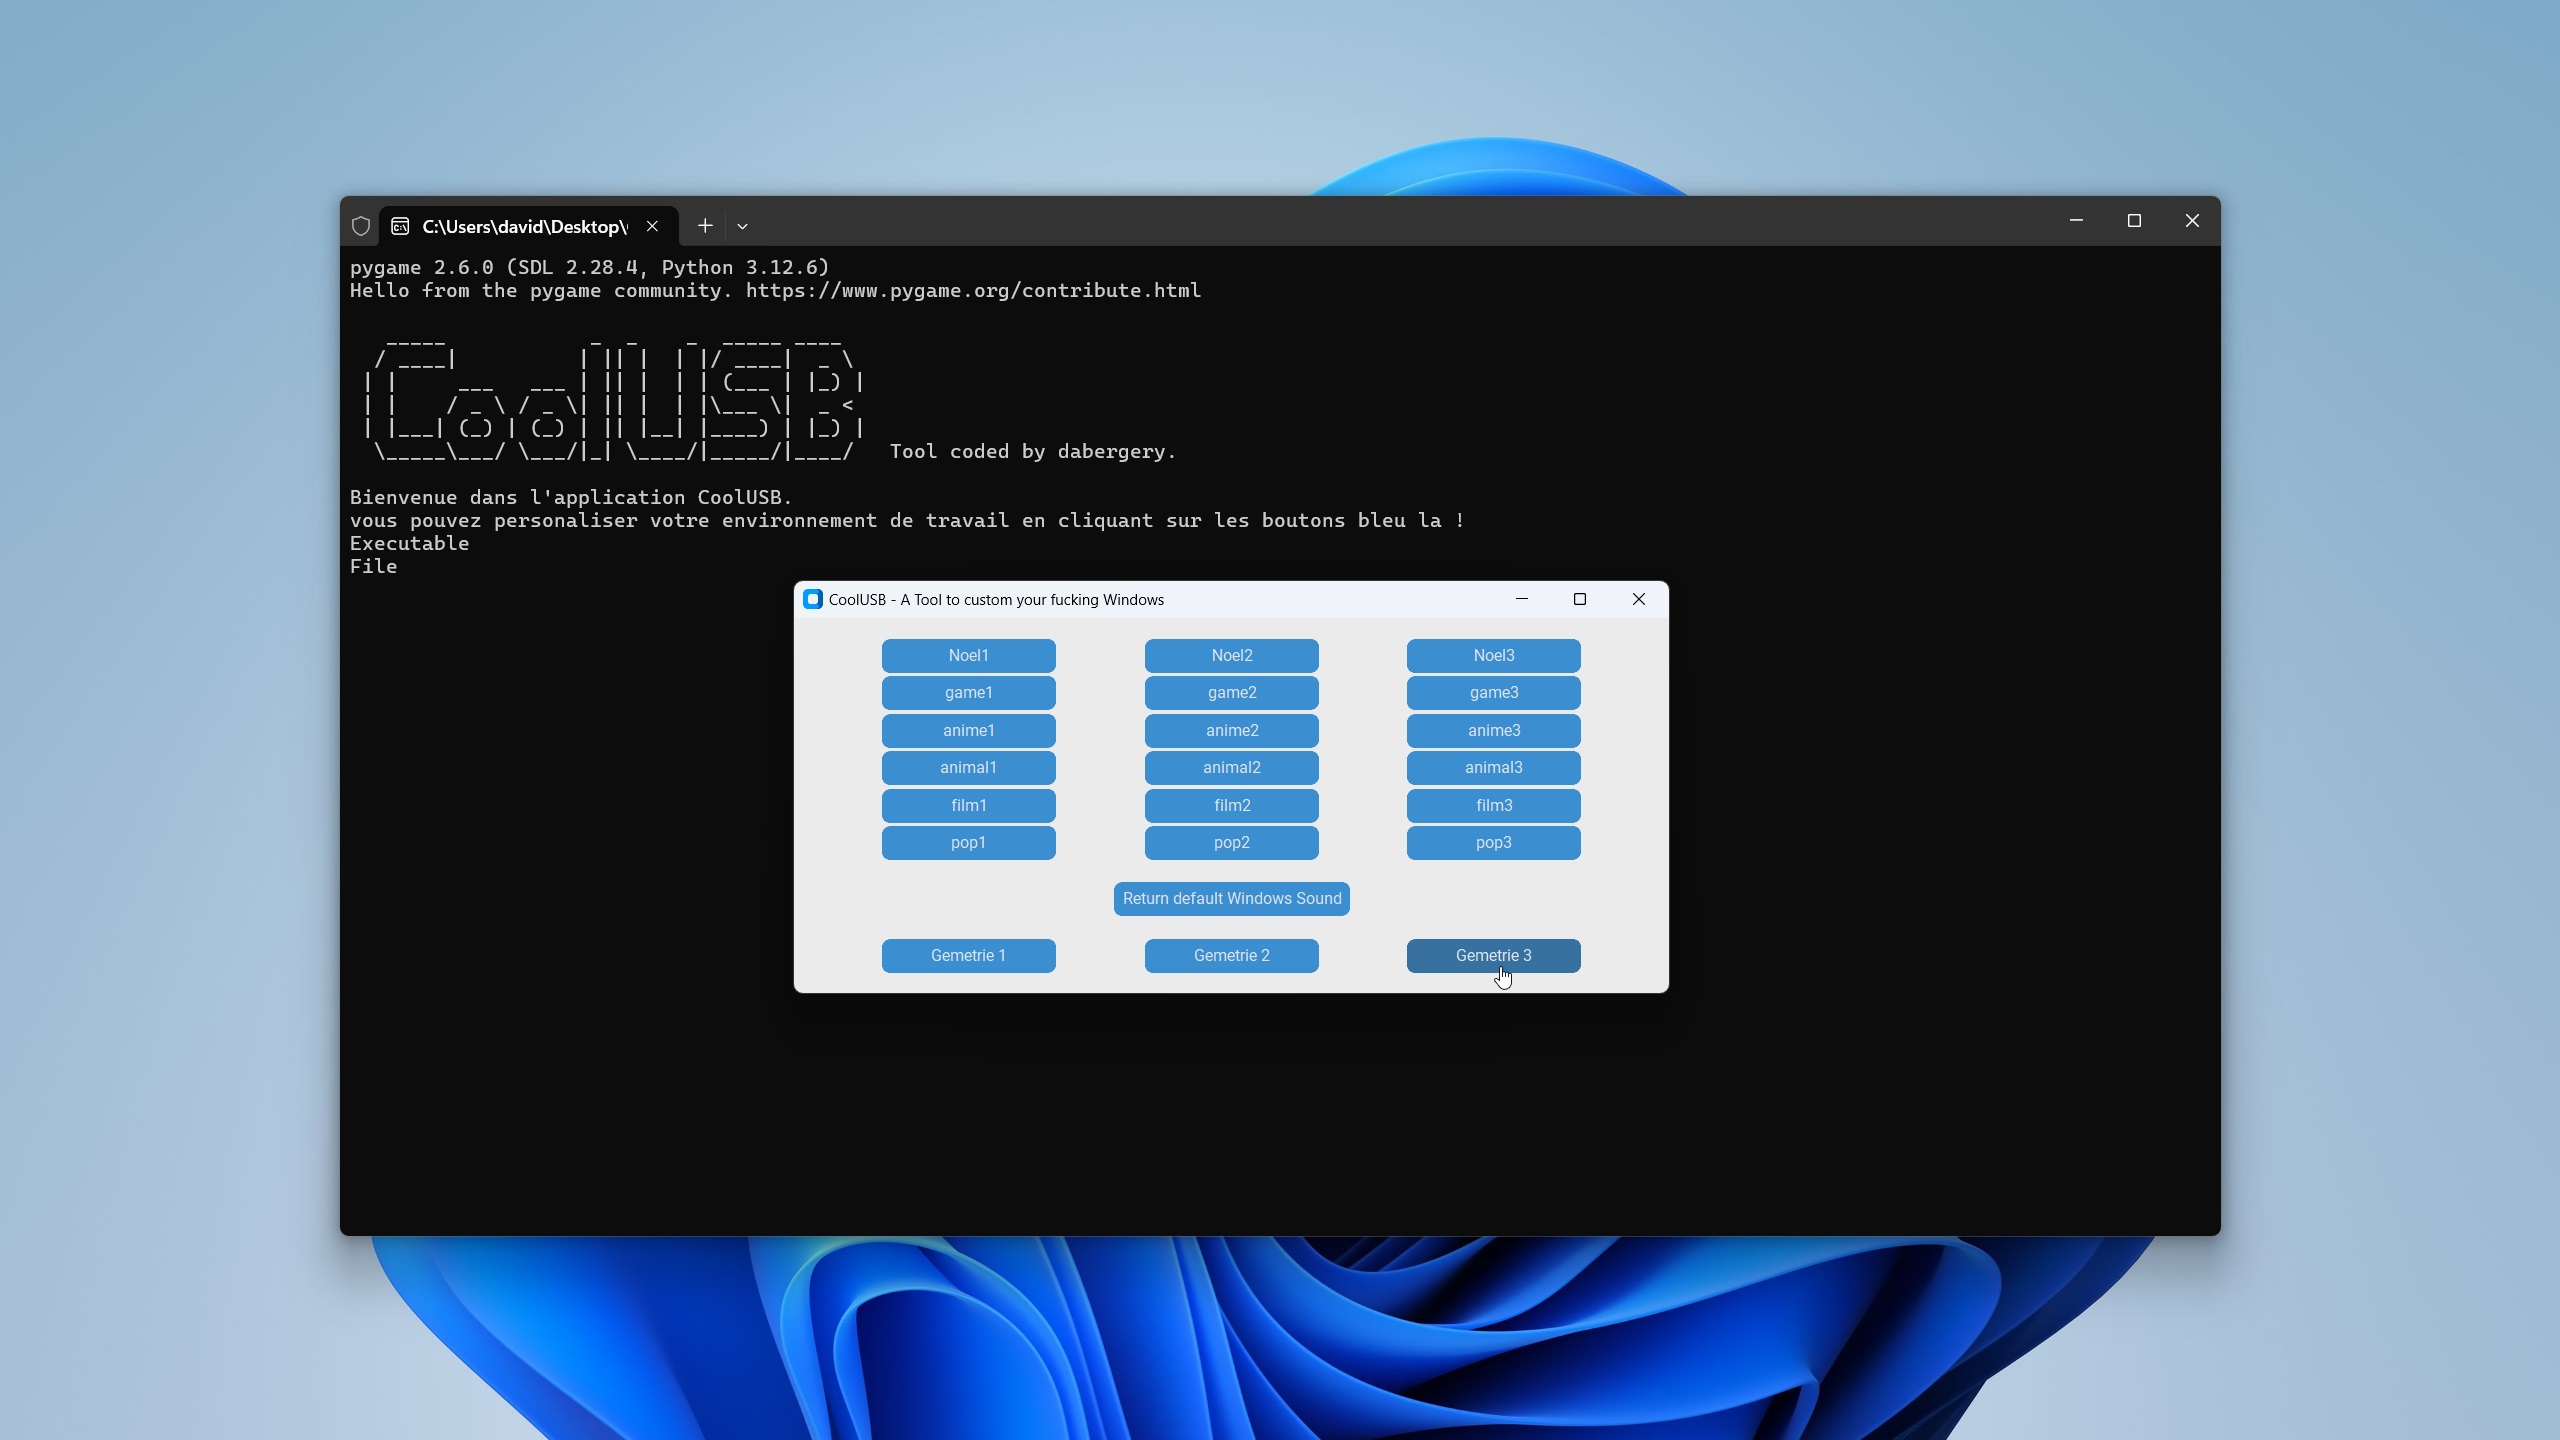 C:\Users\david\Desktop\
pygame 2.6.0 (SDL 2.28.4, Python 3.12.6)
Hello from the pygame community. https://www.pygame.org/contribute.html
CoolUSB
Tool coded by dabergery.
Bienvenue dans l'application CoolUSB.
vous pouvez personaliser votre environnement de travail en cliquant sur les boutons bleu la !
Executable
File
CoolUSB - A Tool to custom your fucking Windows
Noel1 Noel2 Noel3
game1 game2 game3
anime1 anime2 anime3
animal1 animal2 animal3
film1 film2 film3
pop1 pop2 pop3
Return default Windows Sound
Gemetrie 1 Gemetrie 2 Gemetrie 3